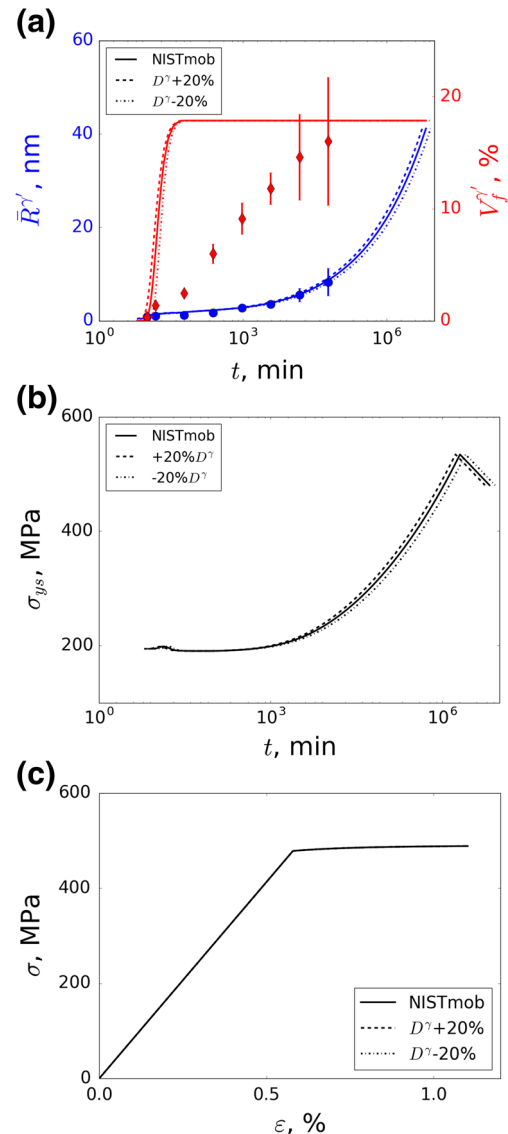 (a)
60
40
20
0
R̄^γ′, nm
NISTmob
D^γ+20%
D^γ-20%
20
10
0
V_f^γ′, %
10^0
10^3
10^6
t, min
(b)
600
400
200
σ_ys, MPa
NISTmob
+20%D^γ
-20%D^γ
10^0
10^3
10^6
t, min
(c)
600
400
200
0
σ, MPa
NISTmob
D^γ+20%
D^γ-20%
0.0
0.5
1.0
ε, %